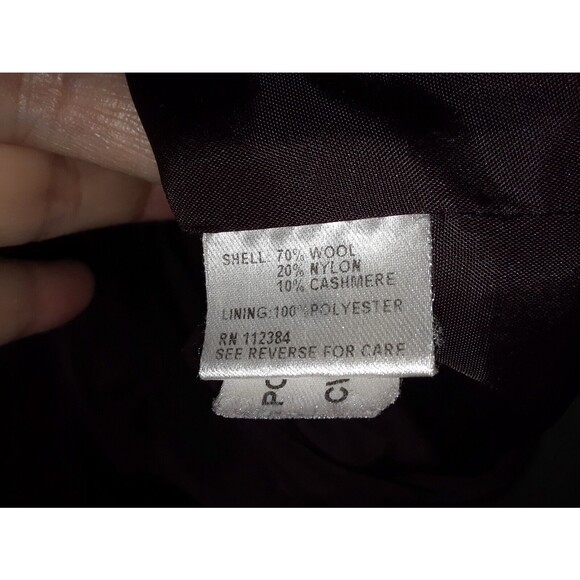 SHELL: 70% WOOL
20% NYLON
10% CASHMERE
LINING:100% POLYESTER
RN 112384
SEE REVERSE FOR CARE